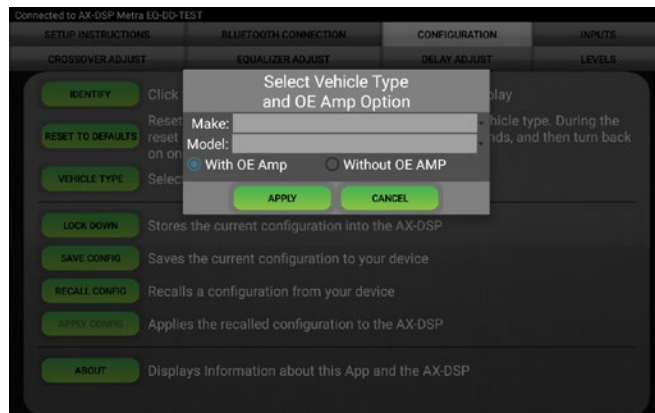 Connected to AX-DSP Metra EQ-DD-TEST
SETUP INSTRUCTIONS BLUETOOTH CONNECTION CONFIGURATION INPUTS
CROSSOVER ADJUST EQUALIZER ADJUST DELAY ADJUST LEVELS
Select Vehicle Type
and OE Amp Option
Make:
Model:
With OE Amp Without OE AMP
APPLY CANCEL
IDENTIFY Click play
RESET TO DEFAULTS Reset hicle type. During the
reset nds, and then turn back
on on
VEHICLE TYPE Selec
LOCK DOWN Stores the current configuration into the AX-DSP
SAVE CONFIG Saves the current configuration to your device
RECALL CONFIG Recalls a configuration from your device
APPLY CONFIG Applies the recalled configuration to the AX-DSP
ABOUT Displays Information about this App and the AX-DSP